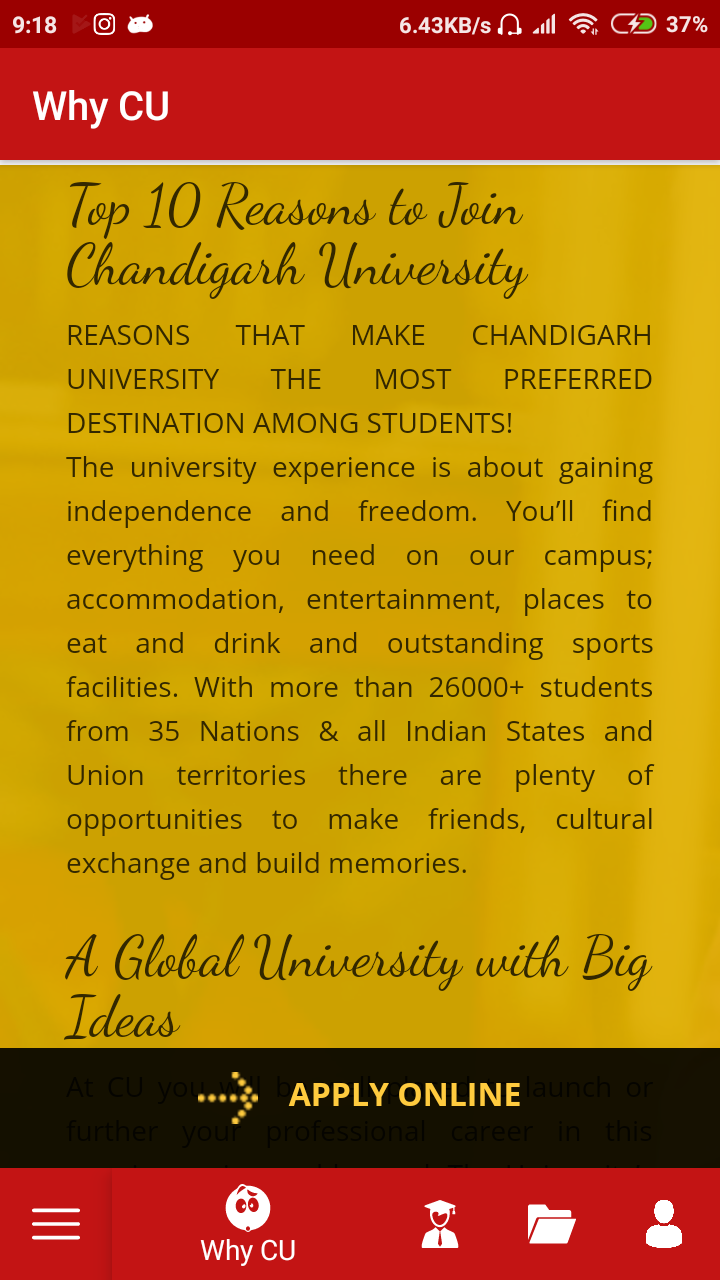 9:18 6.43KB/s 37%
Why CU
Top 10 Reasons to Join
Chandigarh University
REASONS THAT MAKE CHANDIGARH
UNIVERSITY THE MOST PREFERRED
DESTINATION AMONG STUDENTS!
The university experience is about gaining
independence and freedom. You’ll find
everything you need on our campus;
accommodation, entertainment, places to
eat and drink and outstanding sports
facilities. With more than 26000+ students
from 35 Nations & all Indian States and
Union territories there are plenty of
opportunities to make friends, cultural
exchange and build memories.
A Global University with Big
Ideas
At CU you will launch or
APPLY ONLINE
further your professional career in this
Why CU